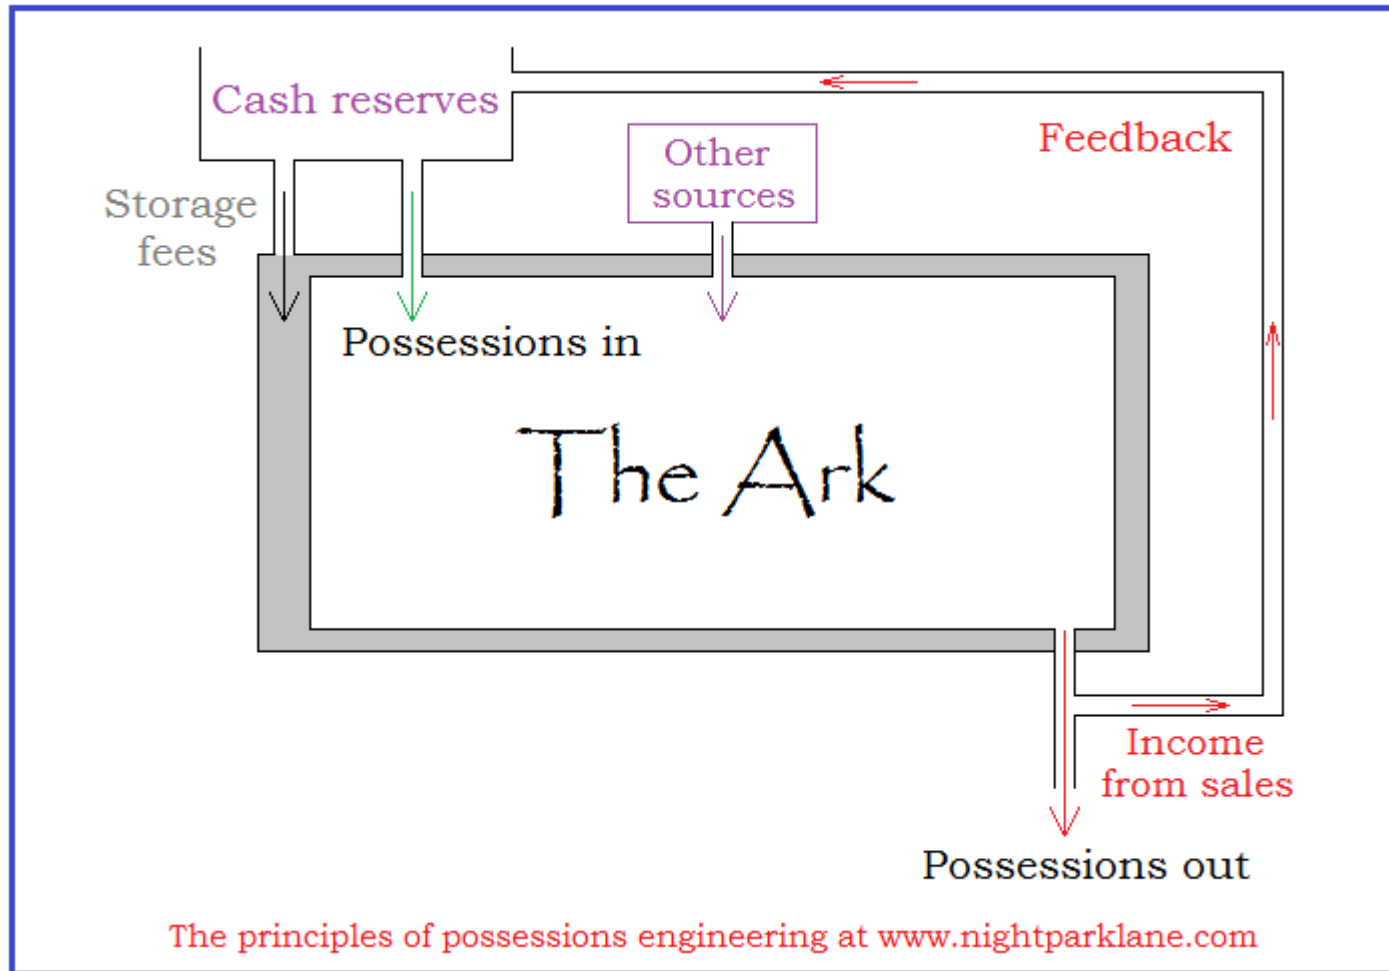 Cash reserves
Feedback
Other
sources
Storage
fees
Possessions in
The Ark
Income
from sales
Possessions out
The principles of possessions engineering at www.nightparklane.com